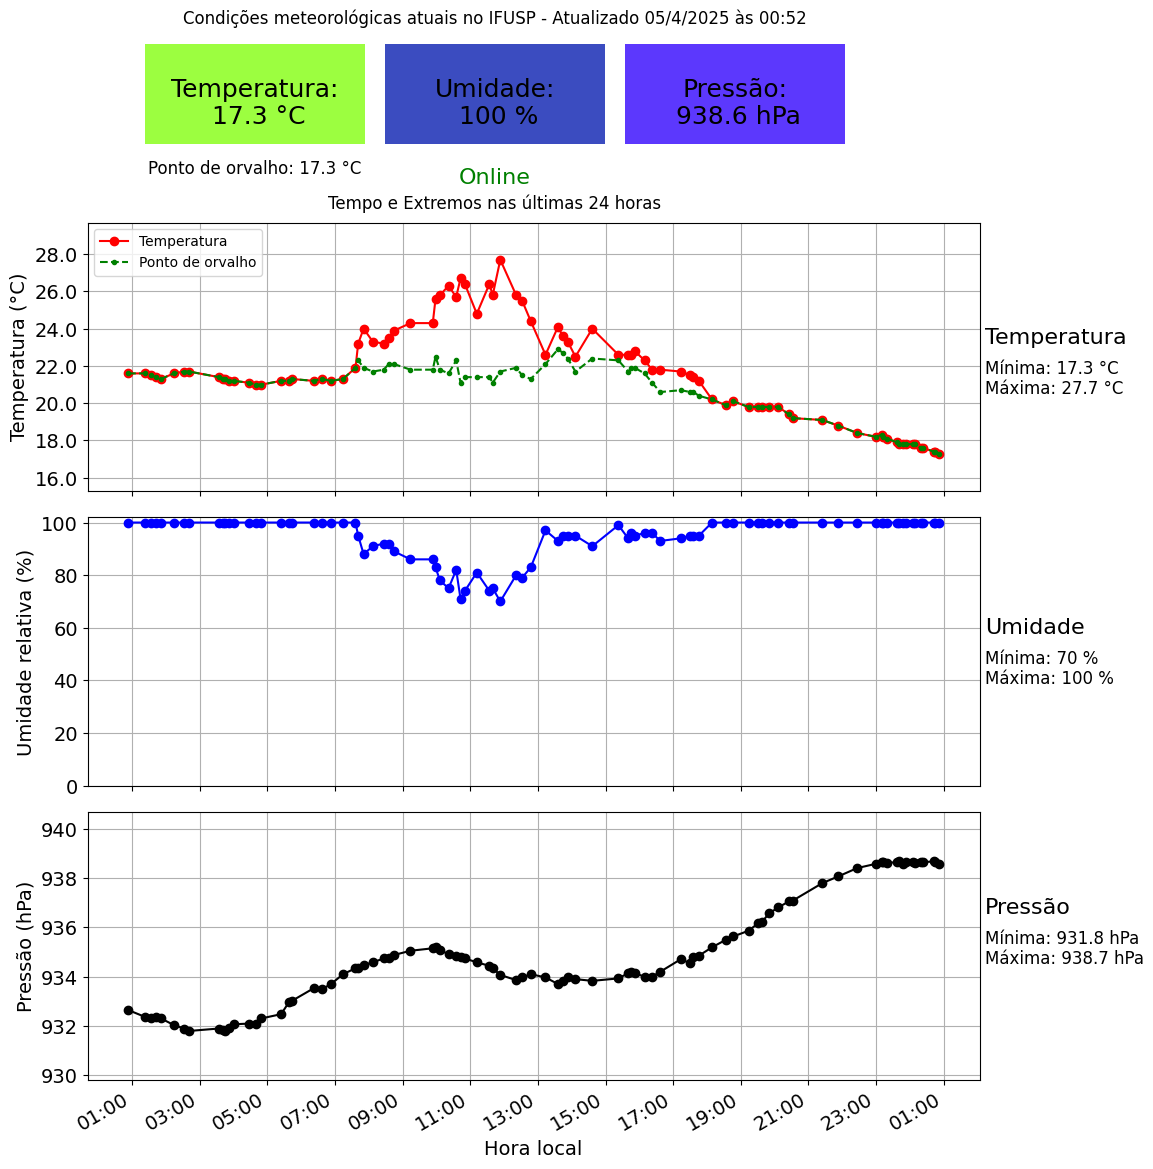 Condições meteorológicas atuais no IFUSP - Atualizado 05/4/2025 às 00:52
Temperatura:
17.3 °C
Umidade:
100 %
Pressão:
938.6 hPa
Ponto de orvalho: 17.3 °C
Online
Tempo e Extremos nas últimas 24 horas
Temperatura
Ponto de orvalho
Temperatura (°C)
28.0
26.0
24.0
22.0
20.0
18.0
16.0
Temperatura
Mínima: 17.3 °C
Máxima: 27.7 °C
Umidade relativa (%)
100
80
60
40
20
0
Umidade
Mínima: 70 %
Máxima: 100 %
Pressão (hPa)
940
938
936
934
932
930
Pressão
Mínima: 931.8 hPa
Máxima: 938.7 hPa
01:00 03:00 05:00 07:00 09:00 11:00 13:00 15:00 17:00 19:00 21:00 23:00 01:00
Hora local